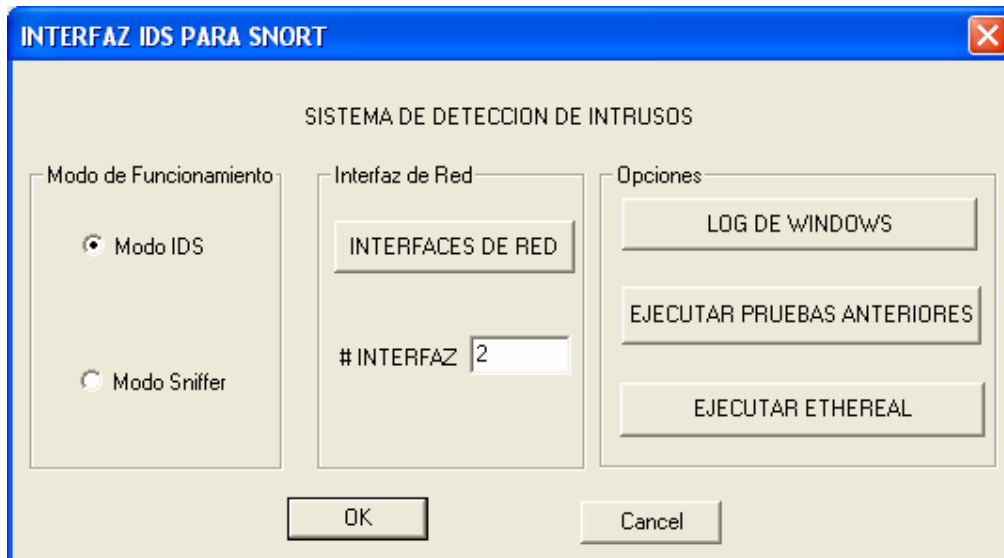 INTERFAZ IDS PARA SNORT
SISTEMA DE DETECCION DE INTRUSOS
Modo de Funcionamiento
Modo IDS
Modo Sniffer
Interfaz de Red
INTERFACES DE RED
# INTERFAZ 2
Opciones
LOG DE WINDOWS
EJECUTAR PRUEBAS ANTERIORES
EJECUTAR ETHEREAL
OK
Cancel